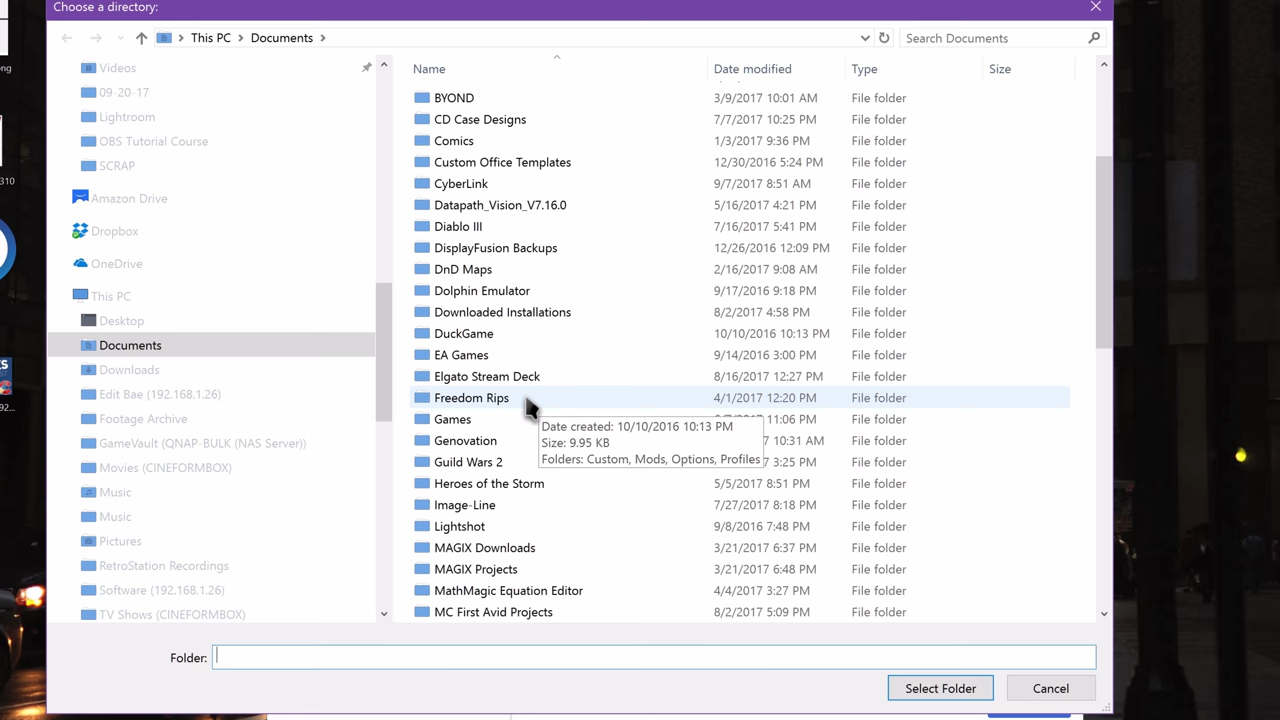 Choose a directory:
This PC
Documents
Search Documents
Videos
09-20-17
Lightroom
OBS Tutorial Course
SCRAP
Amazon Drive
Dropbox
OneDrive
This PC
Desktop
Documents
Downloads
Edit Bae (192.168.1.26)
Footage Archive
GameVault (QNAP-BULK (NAS Server))
Movies (CINEFORMBOX)
Music
Music
Pictures
RetroStation Recordings
Software (192.168.1.26)
TV Shows (CINEFORMBOX)
Name Date modified Type Size
BYOND 3/9/2017 10:01 AM File folder
CD Case Designs 7/7/2017 10:25 PM File folder
Comics 1/3/2017 9:36 PM File folder
Custom Office Templates 12/30/2016 5:24 PM File folder
CyberLink 9/7/2017 8:51 AM File folder
Datapath_Vision_V7.16.0 5/16/2017 4:21 PM File folder
Diablo III 7/16/2017 5:41 PM File folder
DisplayFusion Backups 12/26/2016 12:09 PM File folder
DnD Maps 2/16/2017 9:08 AM File folder
Dolphin Emulator 9/17/2016 9:18 PM File folder
Downloaded Installations 8/2/2017 4:58 PM File folder
DuckGame 10/10/2016 10:13 PM File folder
EA Games 9/14/2016 3:00 PM File folder
Elgato Stream Deck 8/16/2017 12:27 PM File folder
Freedom Rips 4/1/2017 12:20 PM File folder
Games 11:06 PM File folder
Date created: 10/10/2016 10:13 PM
Size: 9.95 KB
Folders: Custom, Mods, Options, Profiles
Genovation 10:31 AM File folder
Guild Wars 2 3:25 PM File folder
Heroes of the Storm 5/5/2017 8:51 PM File folder
Image-Line 7/27/2017 8:18 PM File folder
Lightshot 9/8/2016 7:48 PM File folder
MAGIX Downloads 3/21/2017 6:37 PM File folder
MAGIX Projects 3/21/2017 6:48 PM File folder
MathMagic Equation Editor 4/4/2017 3:27 PM File folder
MC First Avid Projects 8/2/2017 5:09 PM File folder
Folder:
Select Folder Cancel
ong
310
92...